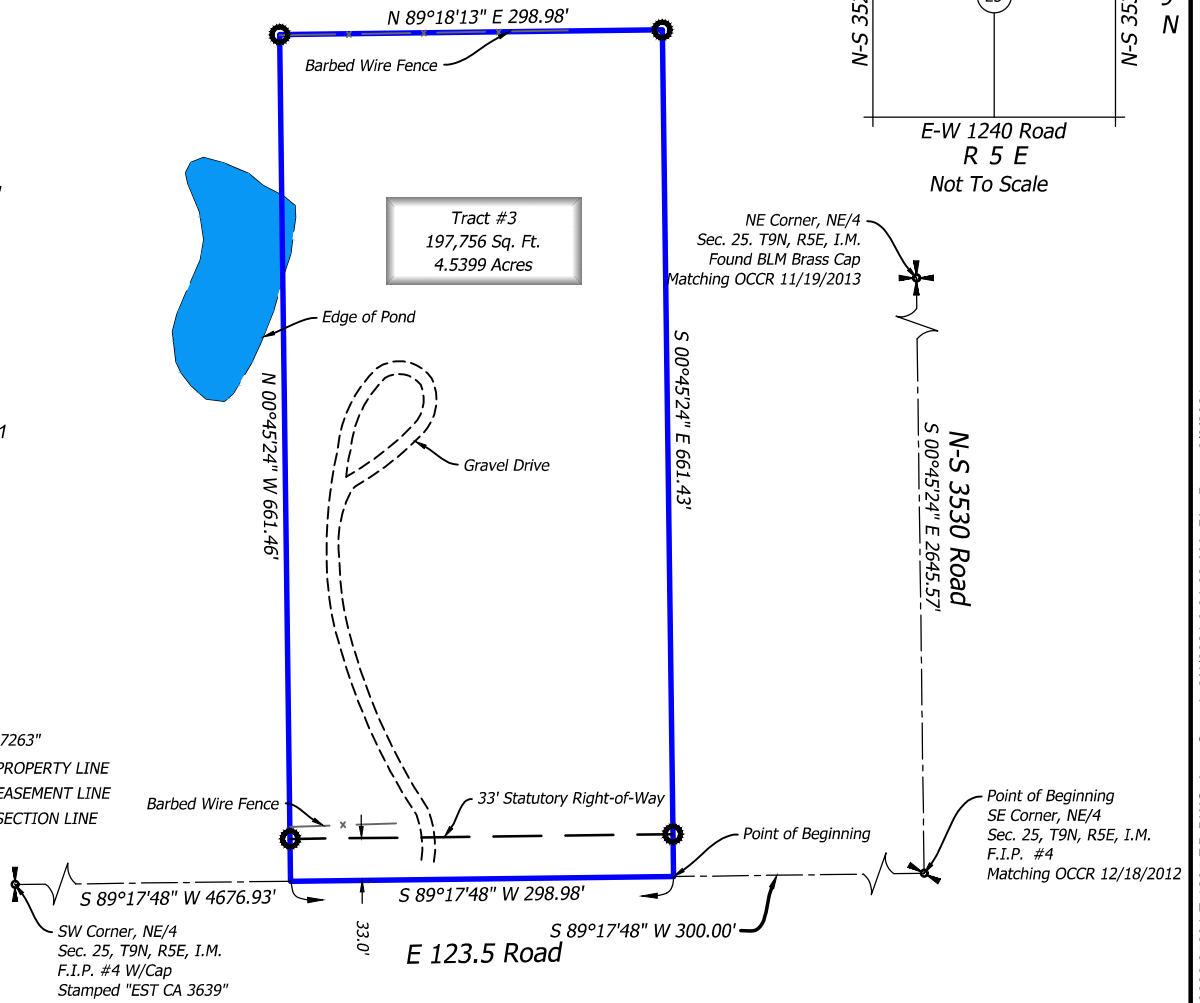 N 89°18'13" E 298.98'
Barbed Wire Fence
N
E-W 1240 Road
R 5 E
Not To Scale
Tract #3
197,756 Sq. Ft.
4.5399 Acres
NE Corner, NE/4
Sec. 25. T9N, R5E, I.M.
Found BLM Brass Cap
Matching OCCR 11/19/2013
Edge of Pond
N 00°45'24" W 661.46'
S 00°45'24" E 661.43'
Gravel Drive
N-S 3530 Road
S 00°45'24" E 2645.57'
7263"
PROPERTY LINE
EASEMENT LINE
SECTION LINE
Barbed Wire Fence
33' Statutory Right-of-Way
Point of Beginning
Point of Beginning
SE Corner, NE/4
Sec. 25, T9N, R5E, I.M.
F.I.P. #4
Matching OCCR 12/18/2012
S 89°17'48" W 4676.93'
S 89°17'48" W 298.98'
33.0'
S 89°17'48" W 300.00'
E 123.5 Road
SW Corner, NE/4
Sec. 25, T9N, R5E, I.M.
F.I.P. #4 W/Cap
Stamped "EST CA 3639"